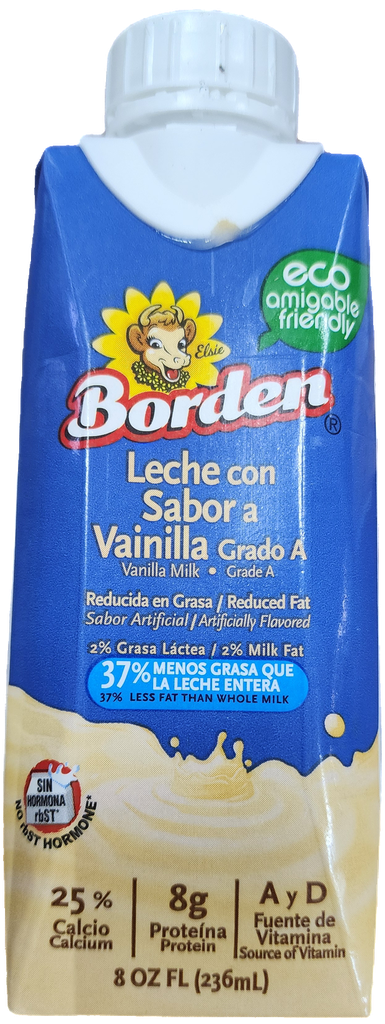 eco
amigable
friendly
Elsie
Borden®
Leche con
Sabor a
Vainilla Grado A
Vanilla Milk • Grade A
Reducida en Grasa / Reduced Fat
Sabor Artificial / Artificially Flavored
2% Grasa Láctea / 2% Milk Fat
37% MENOS GRASA QUE
LA LECHE ENTERA
37% LESS FAT THAN WHOLE MILK
SIN
HORMONA
rbST*
NO rbST HORMONE*
25 %
Calcio
Calcium
8g
Proteína
Protein
A y D
Fuente de
Vitamina
Source of Vitamin
8 OZ FL (236mL)